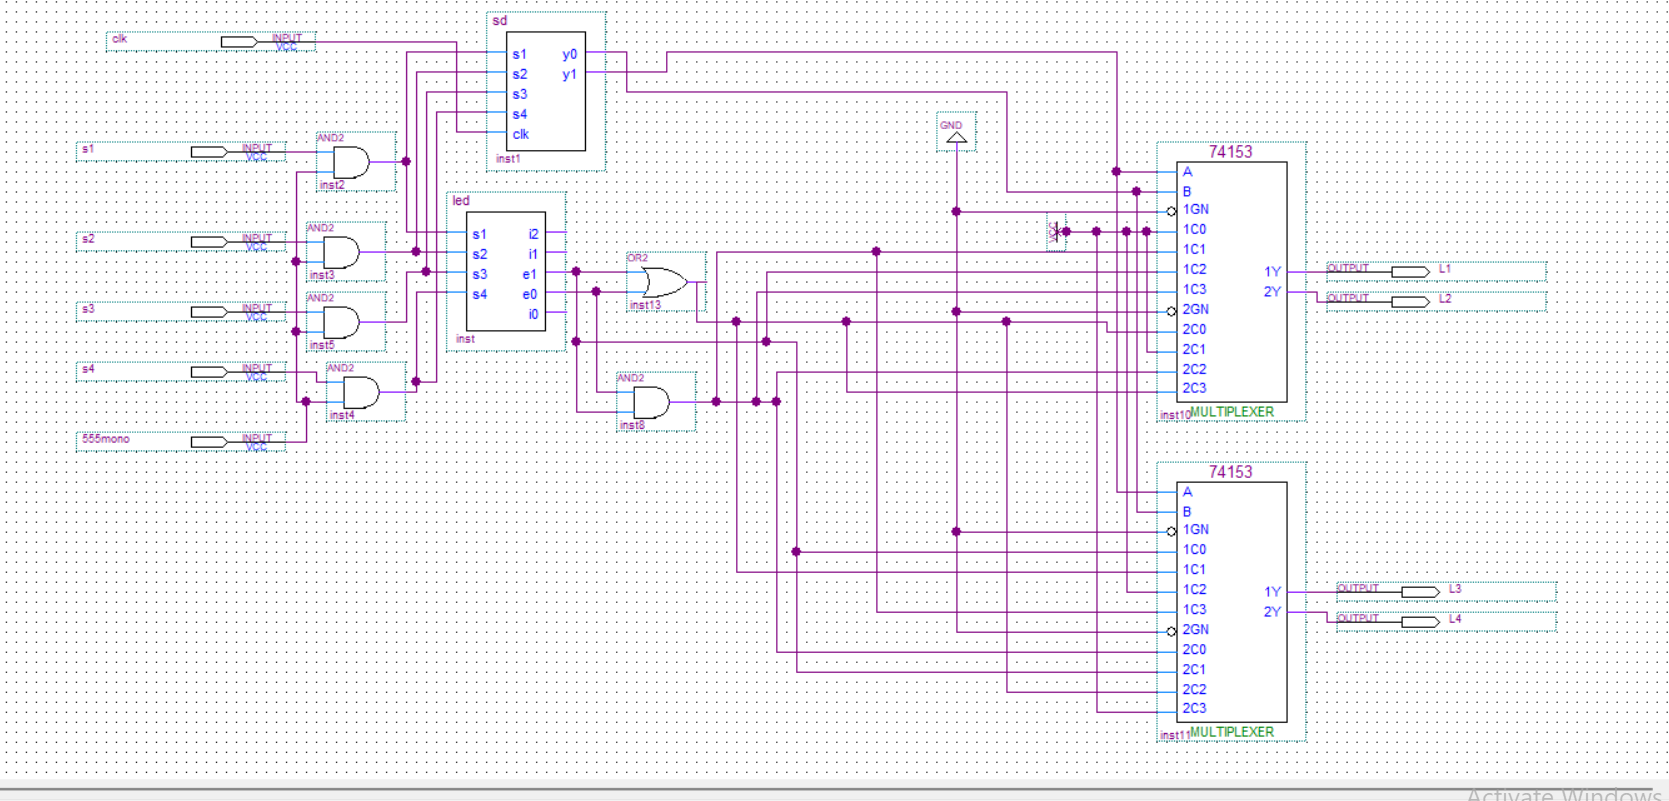 clk
INPUT
VCC
sd
s1 y0
s2 y1
s3
s4
clk
inst1
s1
INPUT
VCC
AND2
inst2
led
s1 i2
s2 i1
s3 e1
s4 e0
i0
inst
s2
INPUT
VCC
AND2
inst3
s3
INPUT
VCC
AND2
inst5
s4
INPUT
VCC
AND2
inst4
555mono
INPUT
VCC
OR2
inst13
AND2
inst8
GND
VCC
74153
A
B
1GN
1C0
1C1
1C2 1Y
1C3 2Y
2GN
2C0
2C1
2C2
2C3
inst10 MULTIPLEXER
OUTPUT L1
OUTPUT L2
74153
A
B
1GN
1C0
1C1
1C2 1Y
1C3 2Y
2GN
2C0
2C1
2C2
2C3
inst11 MULTIPLEXER
OUTPUT L3
OUTPUT L4
Activate Windows